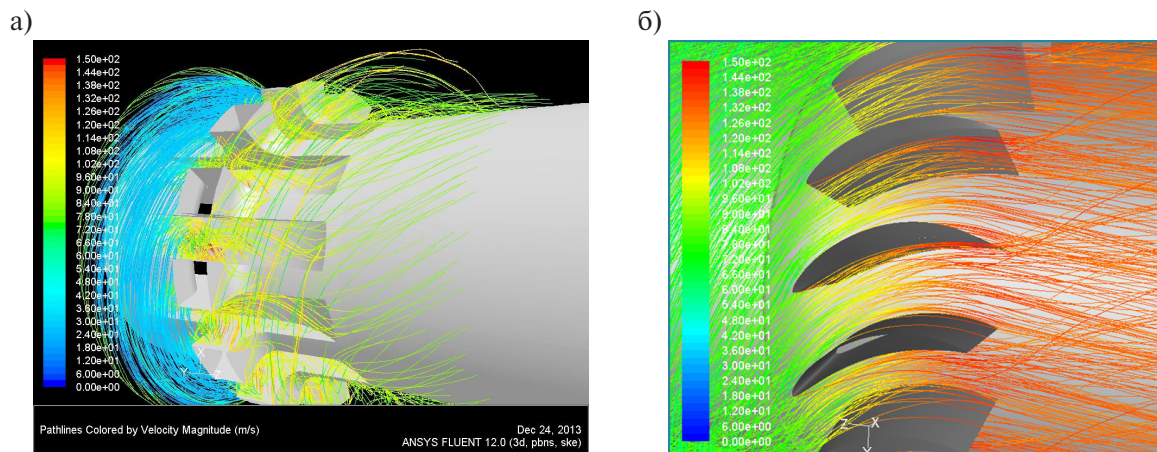 а)
1.50e+02
1.44e+02
1.38e+02
1.32e+02
1.26e+02
1.20e+02
1.14e+02
1.08e+02
1.02e+02
9.60e+01
9.00e+01
8.40e+01
7.80e+01
7.20e+01
6.60e+01
6.00e+01
5.40e+01
4.80e+01
4.20e+01
3.60e+01
3.00e+01
2.40e+01
1.80e+01
1.20e+01
6.00e+00
0.00e+00
X
Y
Z
Pathlines Colored by Velocity Magnitude (m/s)
Dec 24, 2013
ANSYS FLUENT 12.0 (3d, pbns, ske)
б)
1.50e+02
1.44e+02
1.38e+02
1.32e+02
1.26e+02
1.20e+02
1.14e+02
1.08e+02
1.02e+02
9.60e+01
9.00e+01
8.40e+01
7.80e+01
7.20e+01
6.60e+01
6.00e+01
5.40e+01
4.80e+01
4.20e+01
3.60e+01
3.00e+01
2.40e+01
1.80e+01
1.20e+01
6.00e+00
0.00e+00
Z
X
Y